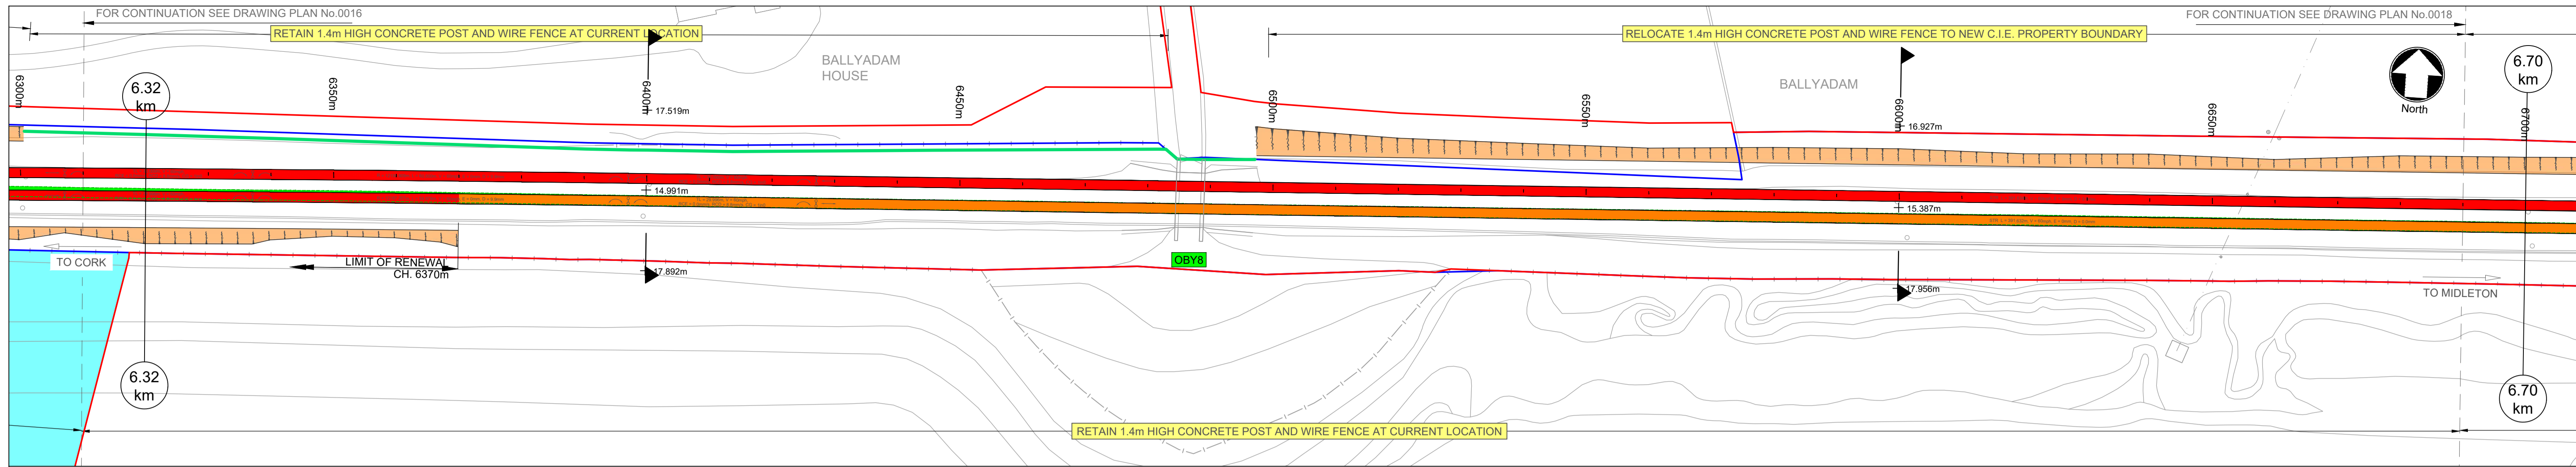 FOR CONTINUATION SEE DRAWING PLAN No.0016
FOR CONTINUATION SEE DRAWING PLAN No.0018
RETAIN 1.4m HIGH CONCRETE POST AND WIRE FENCE AT CURRENT LOCATION
RELOCATE 1.4m HIGH CONCRETE POST AND WIRE FENCE TO NEW C.I.E. PROPERTY BOUNDARY
BALLYADAM
HOUSE
BALLYADAM
6.32
km
6.70
km
North
6300m
6350m
6400m
6450m
6500m
6550m
6600m
6650m
6700m
17.519m
16.927m
14.991m
15.387m
TO CORK
LIMIT OF RENEWAL
CH. 6370m
17.892m
OBY8
17.956m
TO MIDLETON
6.32
km
6.70
km
RETAIN 1.4m HIGH CONCRETE POST AND WIRE FENCE AT CURRENT LOCATION